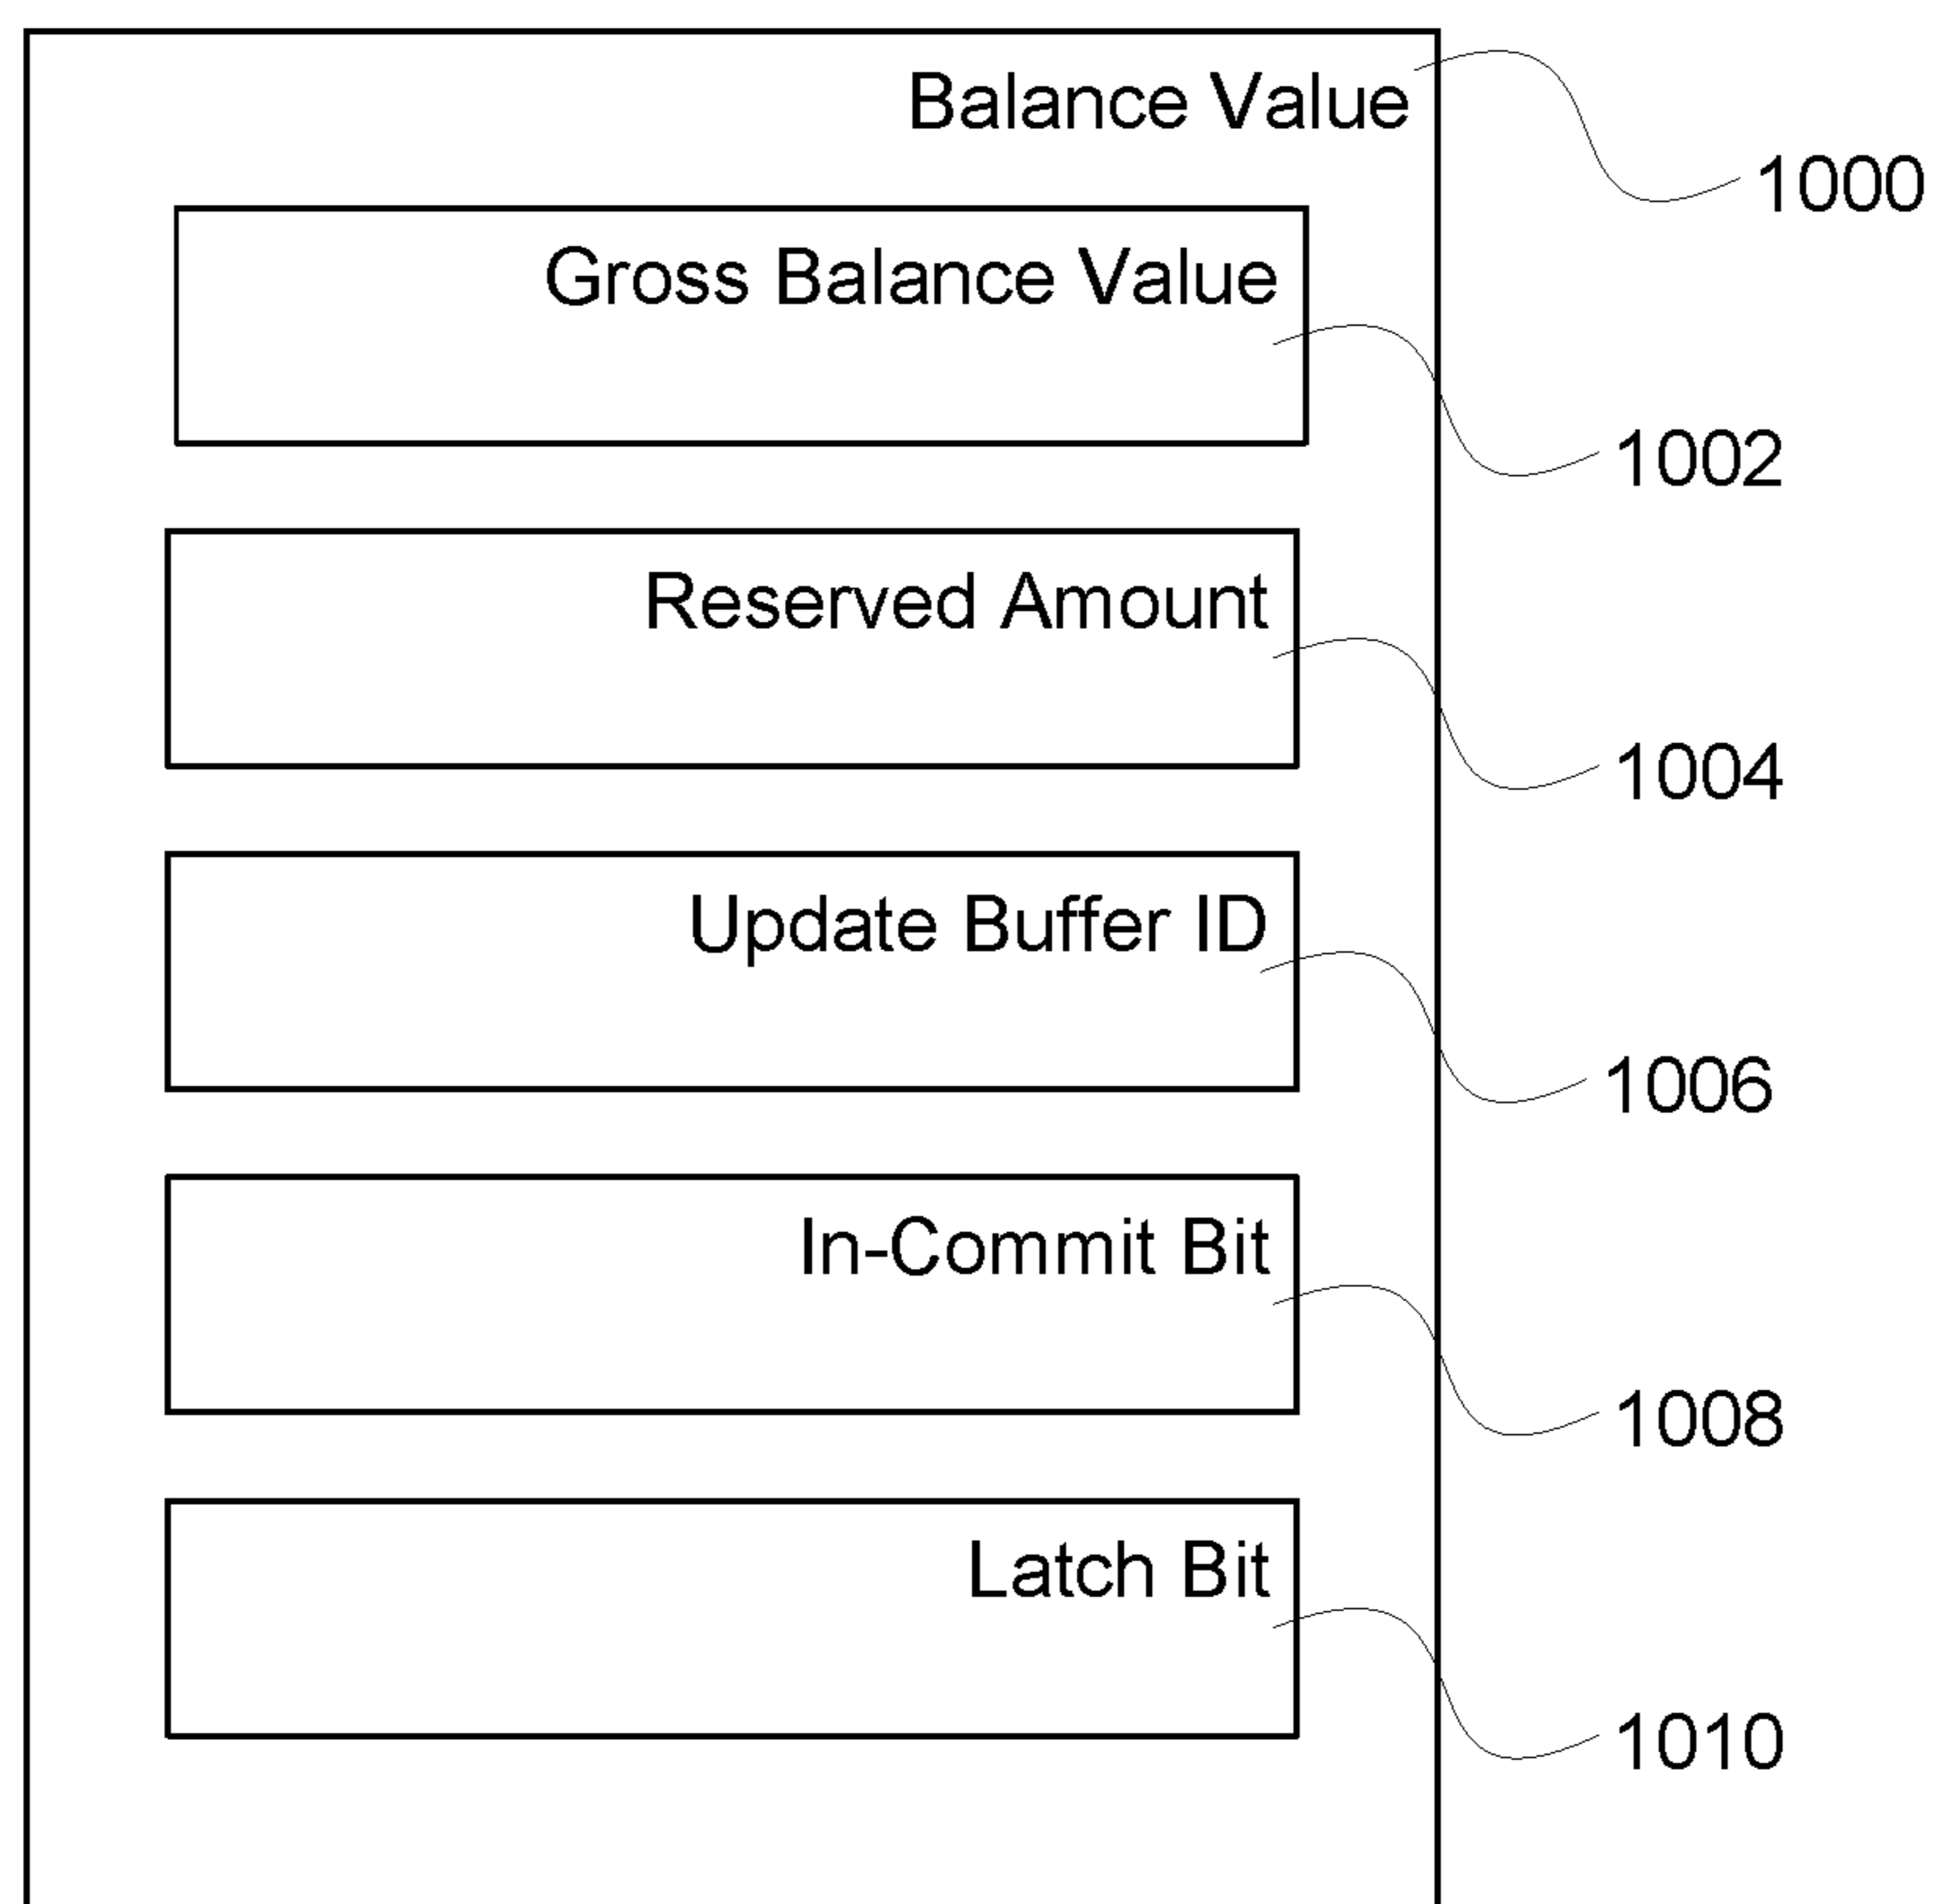 Balance Value
1000
Gross Balance Value
1002
Reserved Amount
1004
Update Buffer ID
1006
In-Commit Bit
1008
Latch Bit
1010